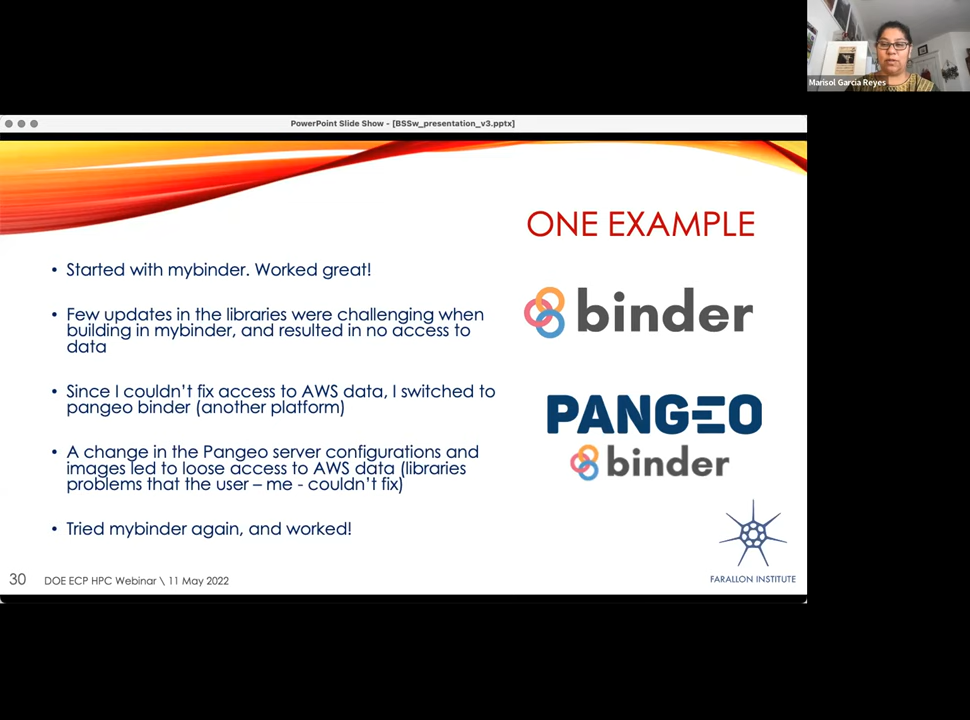 Marisol García Reyes
PowerPoint Slide Show - [BSSw_presentation_v3.pptx]
ONE EXAMPLE
• Started with mybinder. Worked great!
• Few updates in the libraries were challenging when
building in mybinder, and resulted in no access to
data
• Since I couldn’t fix access to AWS data, I switched to
pangeo binder (another platform)
• A change in the Pangeo server configurations and
images led to loose access to AWS data (libraries
problems that the user – me - couldn’t fix)
• Tried mybinder again, and worked!
binder
PANGEO
binder
FARALLON INSTITUTE
30 DOE ECP HPC Webinar \ 11 May 2022